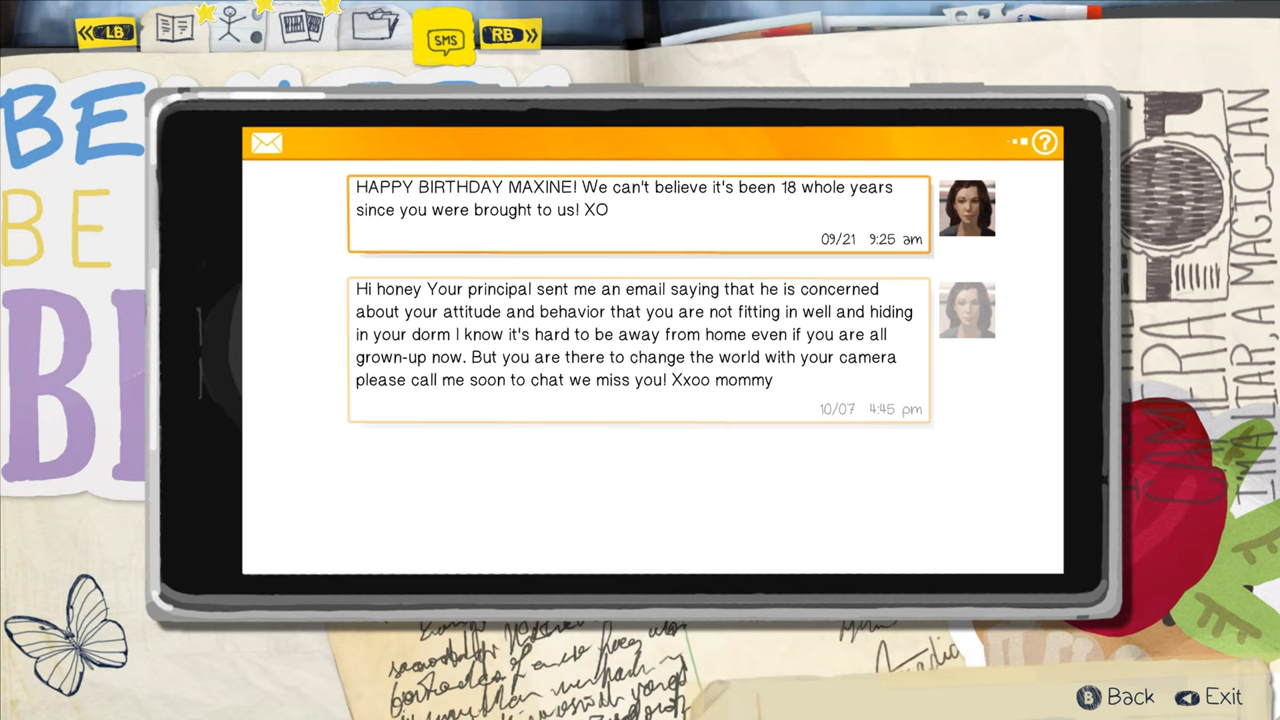 LB
SMS
RB
BE
BE
HAPPY BIRTHDAY MAXINE! We can't believe it's been 18 whole years
since you were brought to us! XO
09/21 9:25 am
Hi honey Your principal sent me an email saying that he is concerned
about your attitude and behavior that you are not fitting in well and hiding
in your dorm I know it's hard to be away from home even if you are all
grown-up now. But you are there to change the world with your camera
please call me soon to chat we miss you! Xxoo mommy
10/07 4:45 pm
?
CAMERA
LIAR, A MAGICIAN
B Back
Exit